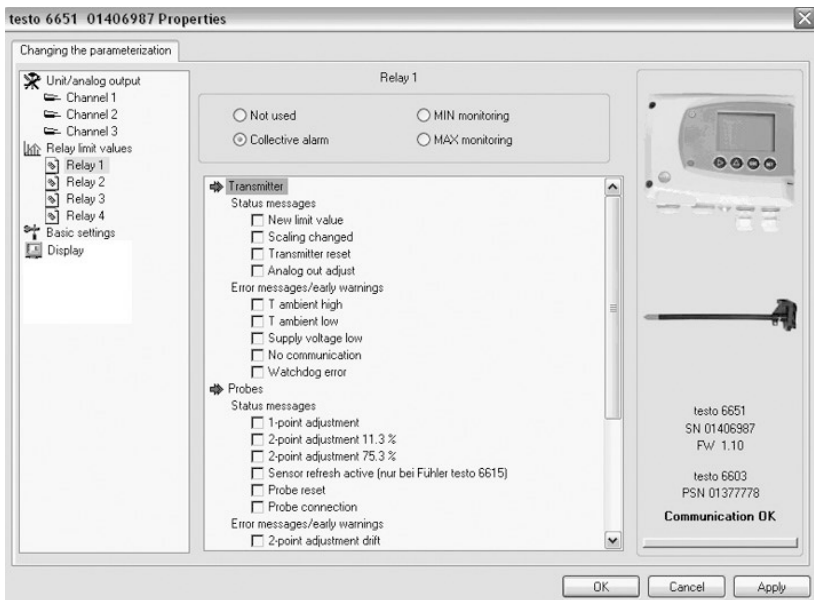 testo 6651 01406987 Properties
Changing the parameterization
Unit/analog output
Channel 1
Channel 2
Channel 3
Relay limit values
Relay 1
Relay 2
Relay 3
Relay 4
Basic settings
Display
Relay 1
Not used
MIN monitoring
Collective alarm
MAX monitoring
Transmitter
Status messages
New limit value
Scaling changed
Transmitter reset
Analog out adjust
Error messages/early warnings
T ambient high
T ambient low
Supply voltage low
No communication
Watchdog error
Probes
Status messages
1-point adjustment
2-point adjustment 11.3 %
2-point adjustment 75.3 %
Sensor refresh active (nur bei Fühler testo 6615)
Probe reset
Probe connection
Error messages/early warnings
2-point adjustment drift
testo 6651
SN 01406987
FW 1.10
testo 6603
PSN 01377778
Communication OK
OK
Cancel
Apply